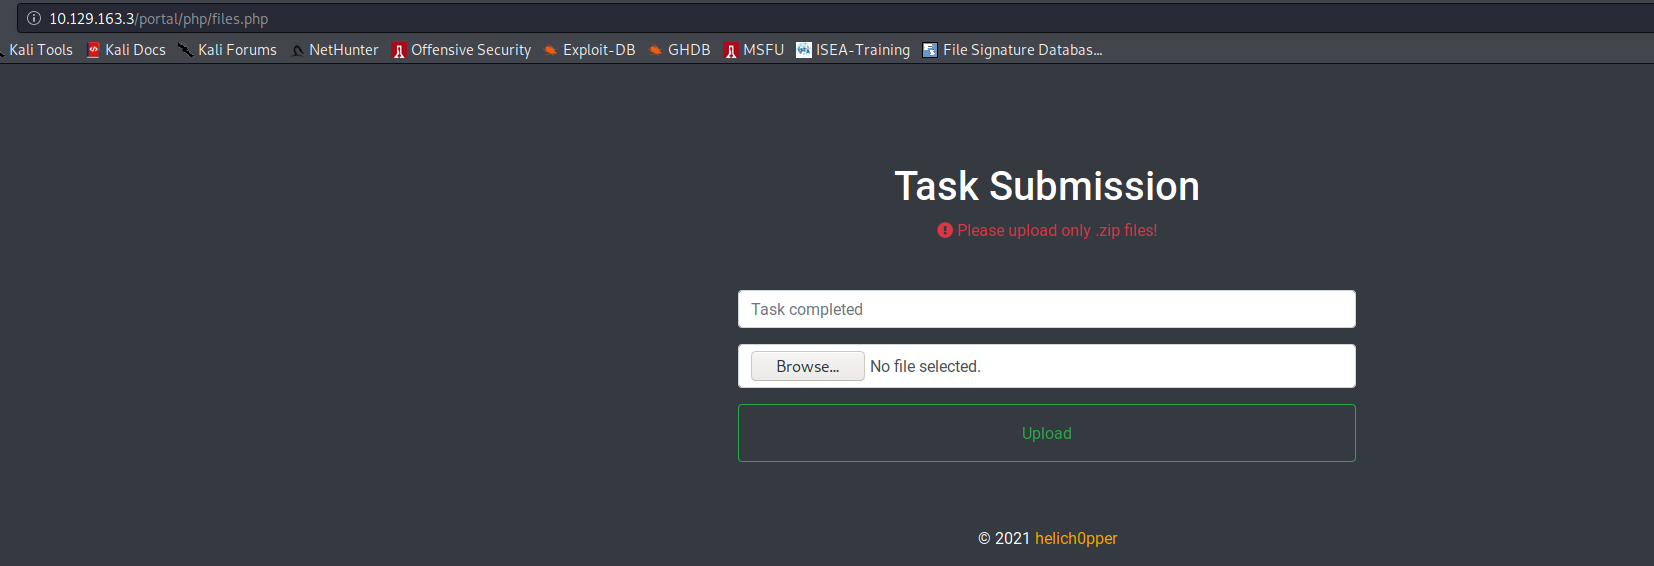 10.129.163.3/portal/php/files.php
Kali Tools Kali Docs Kali Forums NetHunter Offensive Security Exploit-DB GHDB MSFU ISEA-Training File Signature Databas...
Task Submission
Please upload only .zip files!
Task completed
Browse... No file selected.
Upload
© 2021 helich0pper